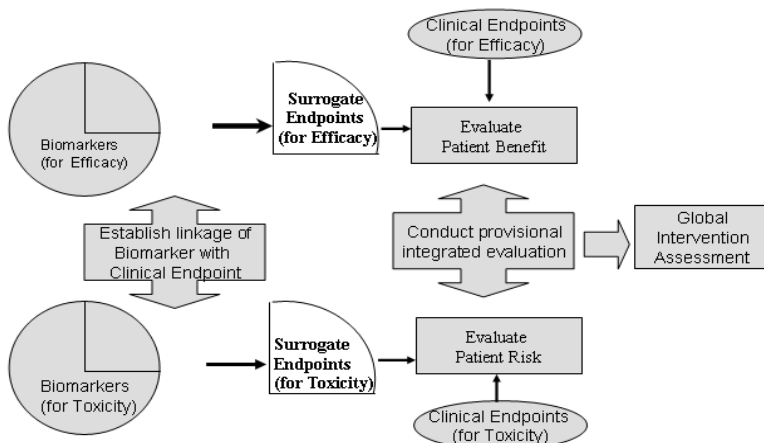 Clinical Endpoints
(for Efficacy)
Biomarkers
(for Efficacy)
Surrogate
Endpoints
(for Efficacy)
Evaluate
Patient Benefit
Establish linkage of
Biomarker with
Clinical Endpoint
Conduct provisional
integrated evaluation
Global
Intervention
Assessment
Biomarkers
(for Toxicity)
Surrogate
Endpoints
(for Toxicity)
Evaluate
Patient Risk
Clinical Endpoints
(for Toxicity)